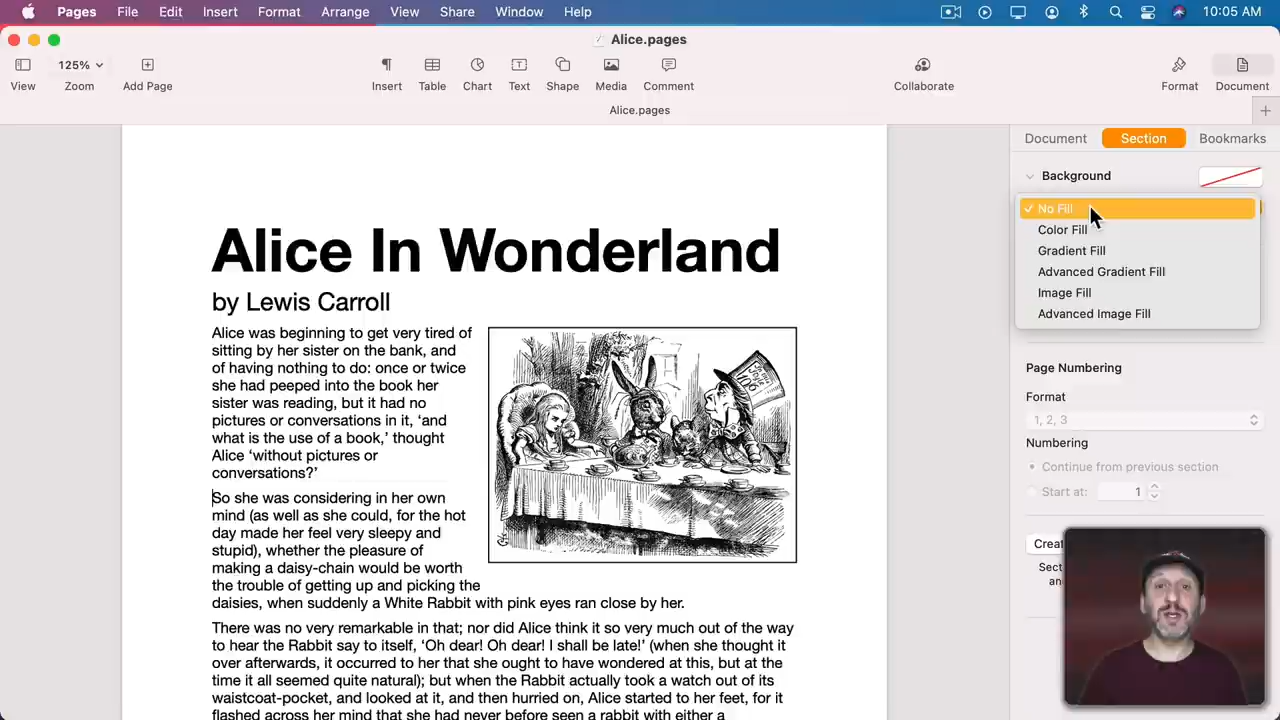 Pages File Edit Insert Format Arrange View Share Window Help 10:05 AM
Alice.pages
125%
View Zoom Add Page Insert Table Chart Text Shape Media Comment Collaborate Format Document
Alice.pages
Document Section Bookmarks
Background
No Fill
Color Fill
Gradient Fill
Advanced Gradient Fill
Image Fill
Advanced Image Fill
Page Numbering
Format
1, 2, 3
Numbering
Continue from previous section
Start at: 1
Alice In Wonderland
by Lewis Carroll
Alice was beginning to get very tired of
sitting by her sister on the bank, and
of having nothing to do: once or twice
she had peeped into the book her
sister was reading, but it had no
pictures or conversations in it, ‘and
what is the use of a book,’ thought
Alice ‘without pictures or
conversations?’
So she was considering in her own
mind (as well as she could, for the hot
day made her feel very sleepy and
stupid), whether the pleasure of
making a daisy-chain would be worth
the trouble of getting up and picking the
daisies, when suddenly a White Rabbit with pink eyes ran close by her.
There was no very remarkable in that; nor did Alice think it so very much out of the way
to hear the Rabbit say to itself, ‘Oh dear! Oh dear! I shall be late!’ (when she thought it
over afterwards, it occurred to her that she ought to have wondered at this, but at the
time it all seemed quite natural); but when the Rabbit actually took a watch out of its
waistcoat-pocket, and looked at it, and then hurried on, Alice started to her feet, for it
flashed across her mind that she had never before seen a rabbit with either a